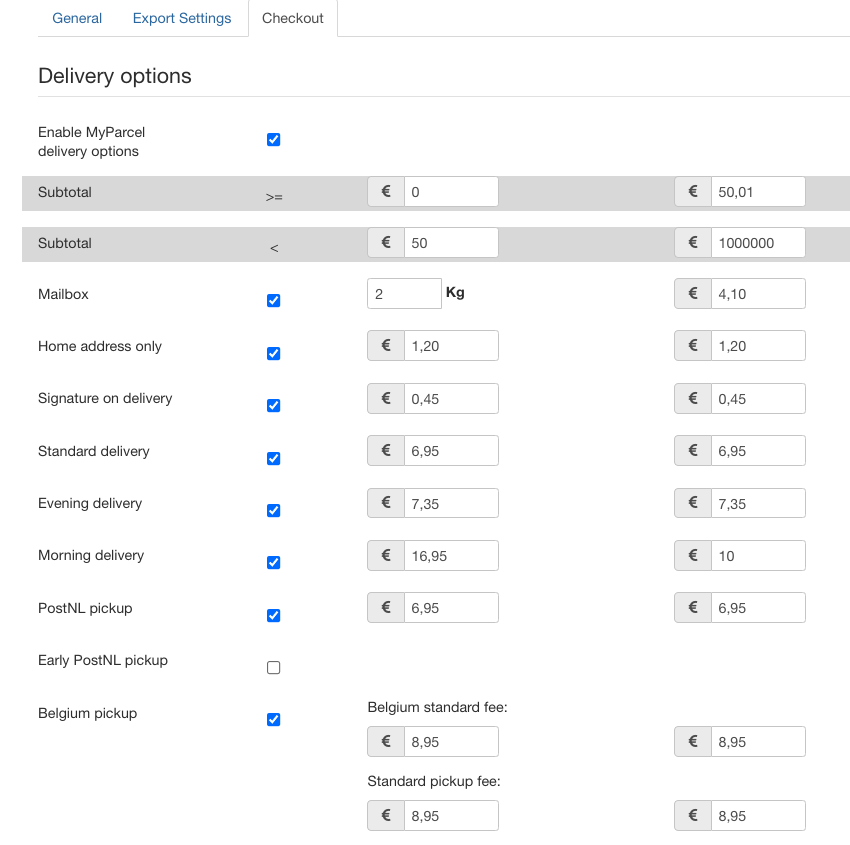 General Export Settings Checkout
Delivery options
Enable MyParcel
delivery options
Subtotal >= € 0 € 50,01
Subtotal < € 50 € 1000000
Mailbox 2 Kg € 4,10
Home address only € 1,20 € 1,20
Signature on delivery € 0,45 € 0,45
Standard delivery € 6,95 € 6,95
Evening delivery € 7,35 € 7,35
Morning delivery € 16,95 € 10
PostNL pickup € 6,95 € 6,95
Early PostNL pickup
Belgium pickup Belgium standard fee:
€ 8,95 € 8,95
Standard pickup fee:
€ 8,95 € 8,95